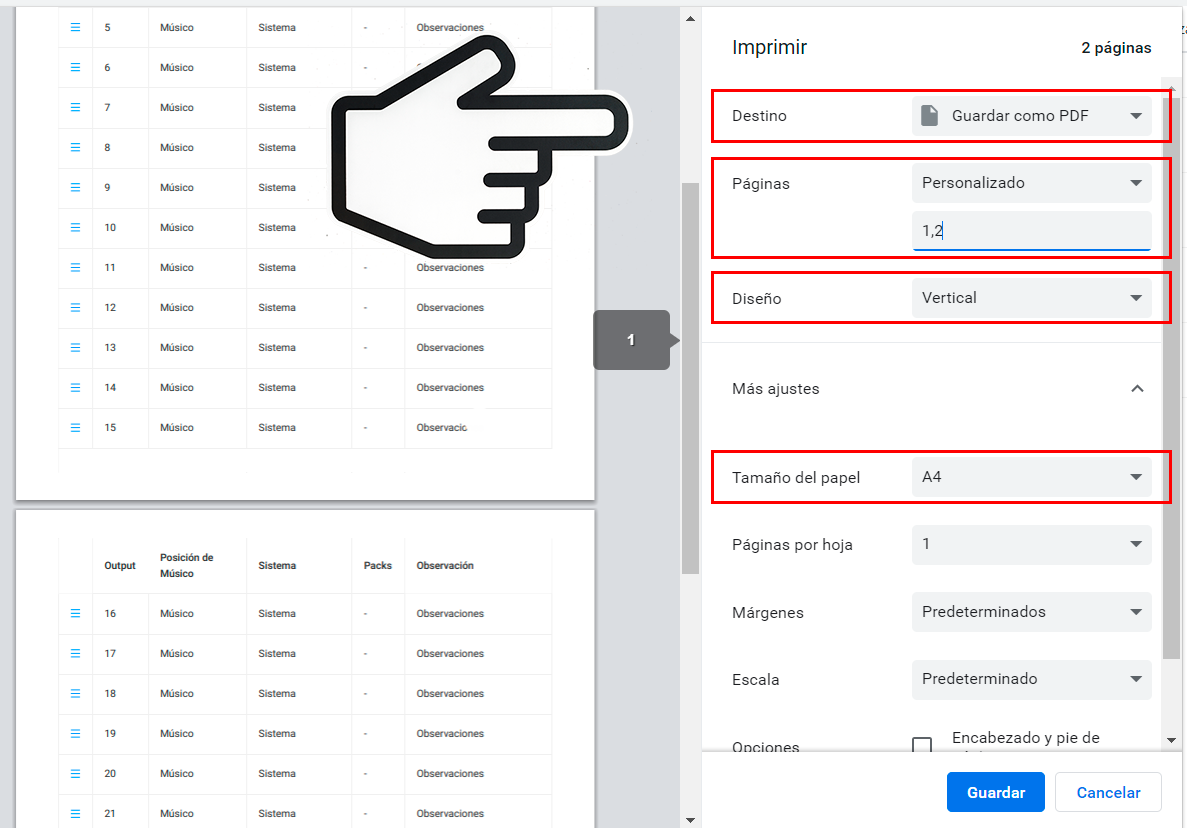 5 Músico Sistema - Observaciones
6 Músico Sistema -
7 Músico Sistema
8 Músico Sistema
9 Músico Sistema
10 Músico Sistema
11 Músico Sistema - Observaciones
12 Músico Sistema - Observaciones
13 Músico Sistema - Observaciones
14 Músico Sistema - Observaciones
15 Músico Sistema - Observacio
Output Posición de Músico Sistema Packs Observación
16 Músico Sistema - Observaciones
17 Músico Sistema - Observaciones
18 Músico Sistema - Observaciones
19 Músico Sistema - Observaciones
20 Músico Sistema - Observaciones
21 Músico Sistema - Observaciones
1
Imprimir 2 páginas
Destino Guardar como PDF
Páginas Personalizado
1,2
Diseño Vertical
Más ajustes
Tamaño del papel A4
Páginas por hoja 1
Márgenes Predeterminados
Escala Predeterminado
Opciones Encabezado y pie de
Guardar Cancelar